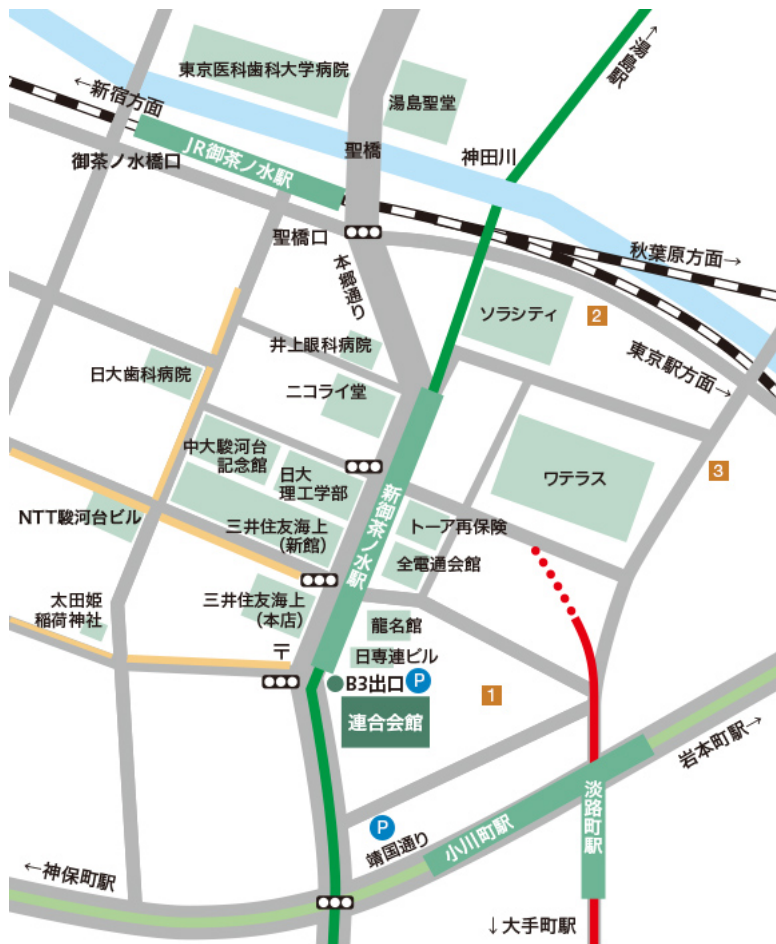 東京医科歯科大学病院
湯島聖堂
→湯島駅
←新宿方面
御茶ノ水橋口
JR御茶ノ水駅
聖橋
神田川
聖橋口
本郷通り
秋葉原方面→
ソラシティ
2
井上眼科病院
東京駅方面→
日大歯科病院
ニコライ堂
中大駿河台
記念館
日大
理工学部
ワテラス
3
NTT駿河台ビル
三井住友海上
(新館)
新御茶ノ水駅
トーア再保険
全電通会館
太田姫
稲荷神社
三井住友海上
(本店)
龍名館
〒
日専連ビル
B3出口
P
1
連合会館
岩本町駅→
淡路町駅
P
靖国通り
小川町駅
←神保町駅
↓大手町駅